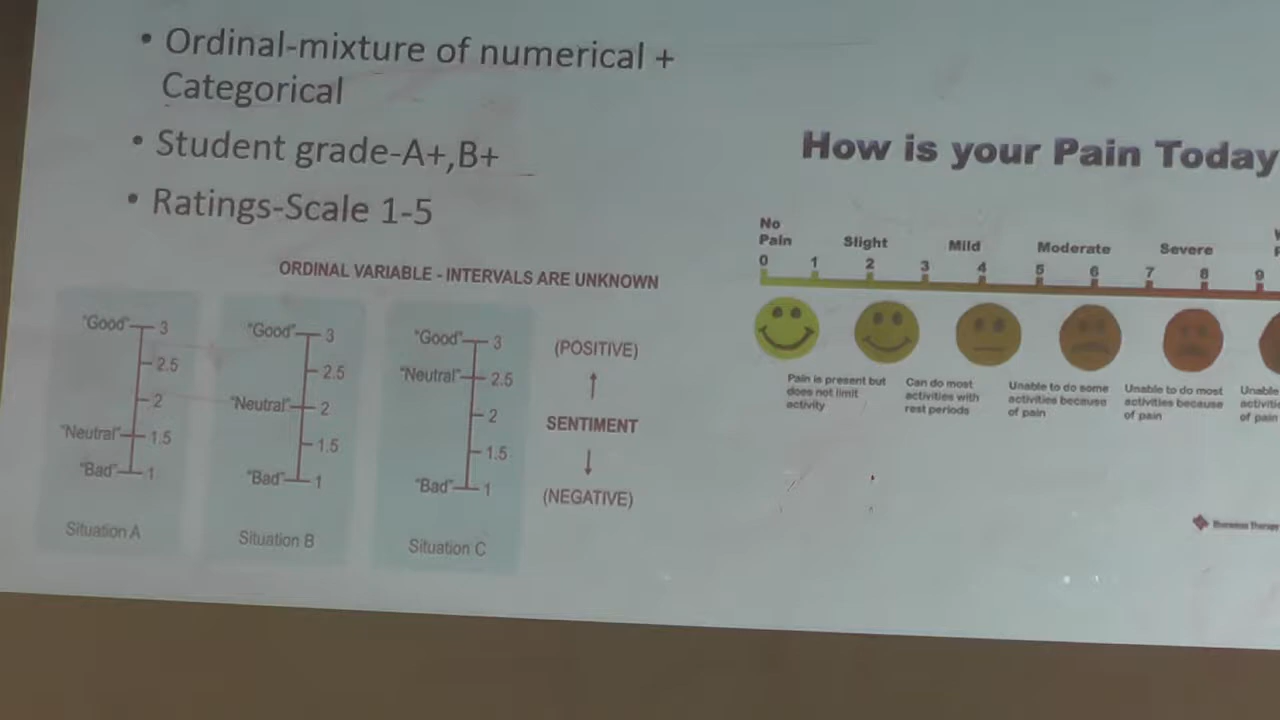 • Ordinal-mixture of numerical +
Categorical
• Student grade-A+,B+
• Ratings-Scale 1-5
ORDINAL VARIABLE - INTERVALS ARE UNKNOWN
"Good" 3
2.5
2
"Neutral" 1.5
"Bad" 1
Situation A
"Good" 3
2.5
"Neutral" 2
1.5
"Bad" 1
Situation B
"Good" 3
"Neutral" 2.5
2
1.5
"Bad" 1
Situation C
(POSITIVE)
SENTIMENT
(NEGATIVE)
How is your Pain Today
No
Pain
Slight
Mild
Moderate
Severe
0 1 2 3 4 5 6 7 8 9
Pain is present but
does not limit
activity
Can do most
activities with
rest periods
Unable to do some
activities because
of pain
Unable to do most
activities because
of pain
Unable
of pain